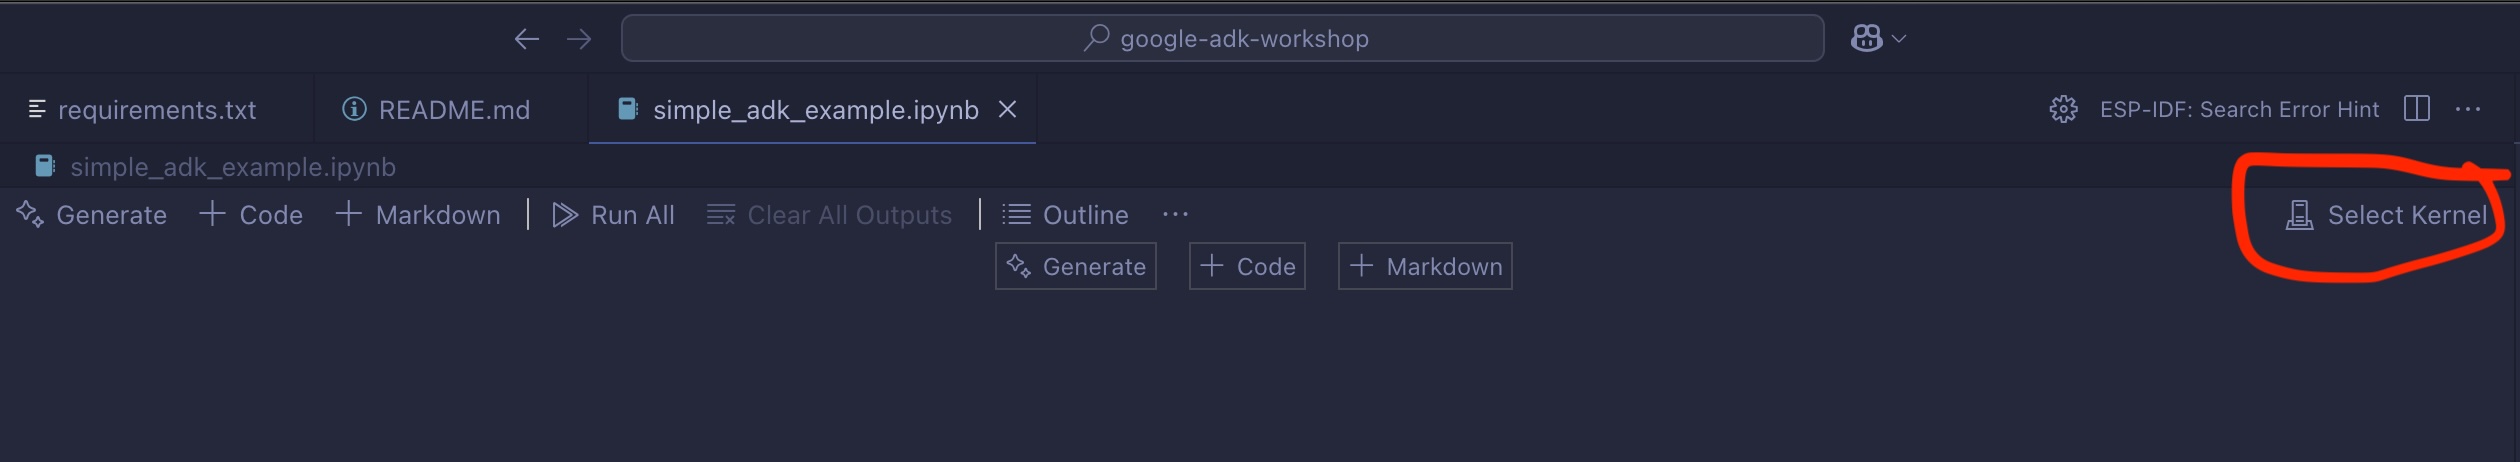 google-adk-workshop
requirements.txt README.md simple_adk_example.ipynb ESP-IDF: Search Error Hint
simple_adk_example.ipynb
Generate Code Markdown Run All Clear All Outputs Outline ... Select Kernel
Generate Code Markdown